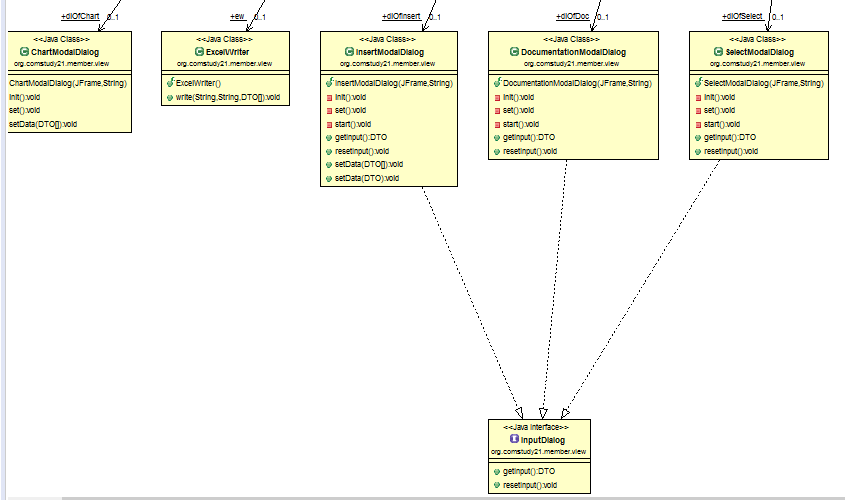 +dlOfChart 0..1
<<Java Class>>
ChartModalDialog
org.comstudy21.member.view
ChartModalDialog(JFrame,String)
init():void
set():void
setData(DTO[]):void
+ew 0..1
<<Java Class>>
ExcelWriter
org.comstudy21.member.view
ExcelWriter()
write(String,String,DTO[]):void
+dlOfInsert 0..1
<<Java Class>>
InsertModalDialog
org.comstudy21.member.view
InsertModalDialog(JFrame,String)
init():void
set():void
start():void
getInput():DTO
resetInput():void
setData(DTO[]):void
setData(DTO):void
+dlOfDoc 0..1
<<Java Class>>
DocumentationModalDialog
org.comstudy21.member.view
DocumentationModalDialog(JFrame,String)
init():void
set():void
start():void
getInput():DTO
resetInput():void
+dlOfSelect 0..1
<<Java Class>>
SelectModalDialog
org.comstudy21.member.view
SelectModalDialog(JFrame,String)
init():void
set():void
start():void
getInput():DTO
resetInput():void
<<Java Interface>>
InputDialog
org.comstudy21.member.view
getInput():DTO
resetInput():void